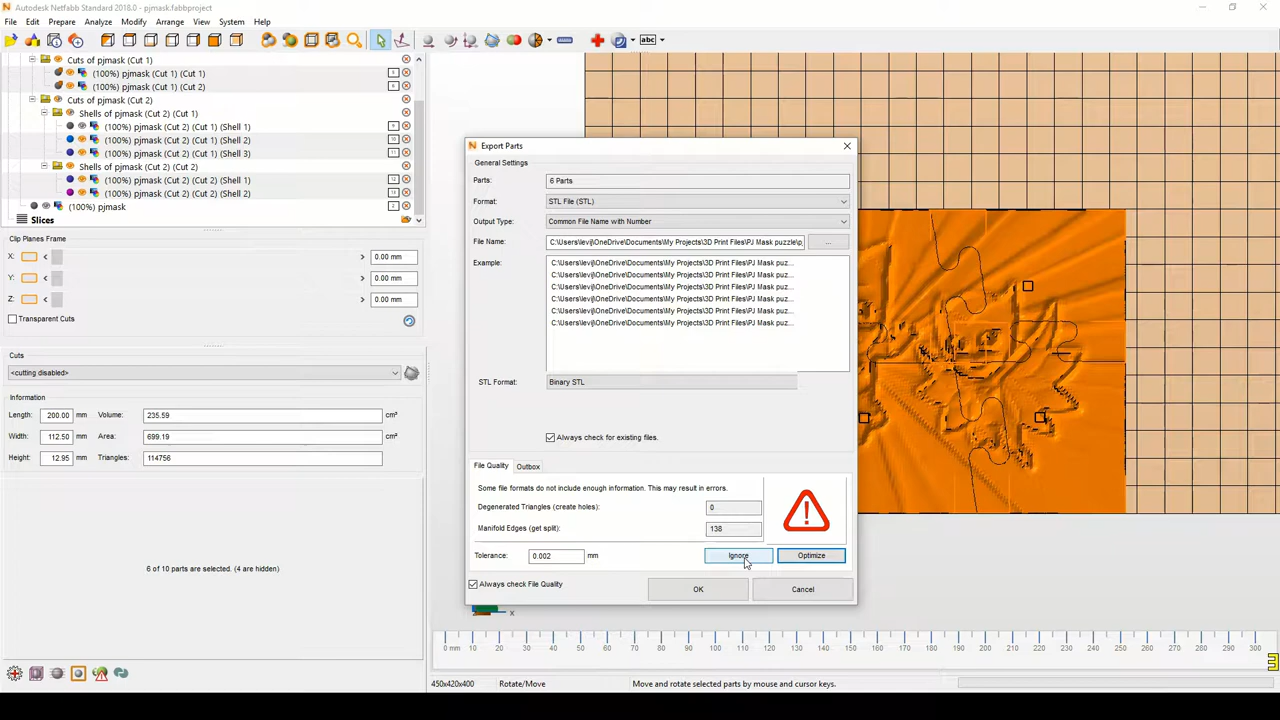 Autodesk Netfabb Standard 2018.0 - pjmask.fabbproject
File Edit Prepare Analyze Arrange View System Help
abc
Cuts of pjmask (Cut 1)
(100%) pjmask (Cut 1) (Cut 1)
(100%) pjmask (Cut 1) (Cut 2)
Cuts of pjmask (Cut 2)
Shells of pjmask (Cut 2) (Cut 1)
(100%) pjmask (Cut 2) (Cut 1) (Shell 1)
(100%) pjmask (Cut 2) (Cut 1) (Shell 2)
(100%) pjmask (Cut 2) (Cut 1) (Shell 3)
Shells of pjmask (Cut 2) (Cut 2)
(100%) pjmask (Cut 2) (Cut 2) (Shell 1)
(100%) pjmask (Cut 2) (Cut 2) (Shell 2)
(100%) pjmask
Slices
Clip Planes Frame
X: 0.00 mm
Y: 0.00 mm
Z: 0.00 mm
Transparent Cuts
Cuts
<cutting disabled>
Information
Length: 200.00 mm Volume: 235.59 cm³
Width: 112.50 mm Area: 699.19 cm²
Height: 12.95 mm Triangles: 114756
6 of 10 parts are selected. (4 are hidden)
Export Parts
General Settings
Parts: 6 Parts
Format: STL File (STL)
Output Type: Common File Name with Number
File Name: C:\Users\levij\OneDrive\Documents\My Projects\3D Print Files\PJ Mask puzzle\p ...
Example: C:\Users\levij\OneDrive\Documents\My Projects\3D Print Files\PJ Mask puz...
C:\Users\levij\OneDrive\Documents\My Projects\3D Print Files\PJ Mask puz...
C:\Users\levij\OneDrive\Documents\My Projects\3D Print Files\PJ Mask puz...
C:\Users\levij\OneDrive\Documents\My Projects\3D Print Files\PJ Mask puz...
C:\Users\levij\OneDrive\Documents\My Projects\3D Print Files\PJ Mask puz...
C:\Users\levij\OneDrive\Documents\My Projects\3D Print Files\PJ Mask puz...
STL Format: Binary STL
Always check for existing files.
File Quality Outbox
Some file formats do not include enough information. This may result in errors.
Degenerated Triangles (create holes): 0
Manifold Edges (get split): 138
Tolerance: 0.002 mm Ignore Optimize
Always check File Quality OK Cancel
X
0 mm 10 20 30 40 50 60 70 80 90 100 110 120 130 140 150 160 170 180 190 200 210 220 230 240 250 260 270 280 290 300
450x420x400 Rotate/Move Move and rotate selected parts by mouse and cursor keys.